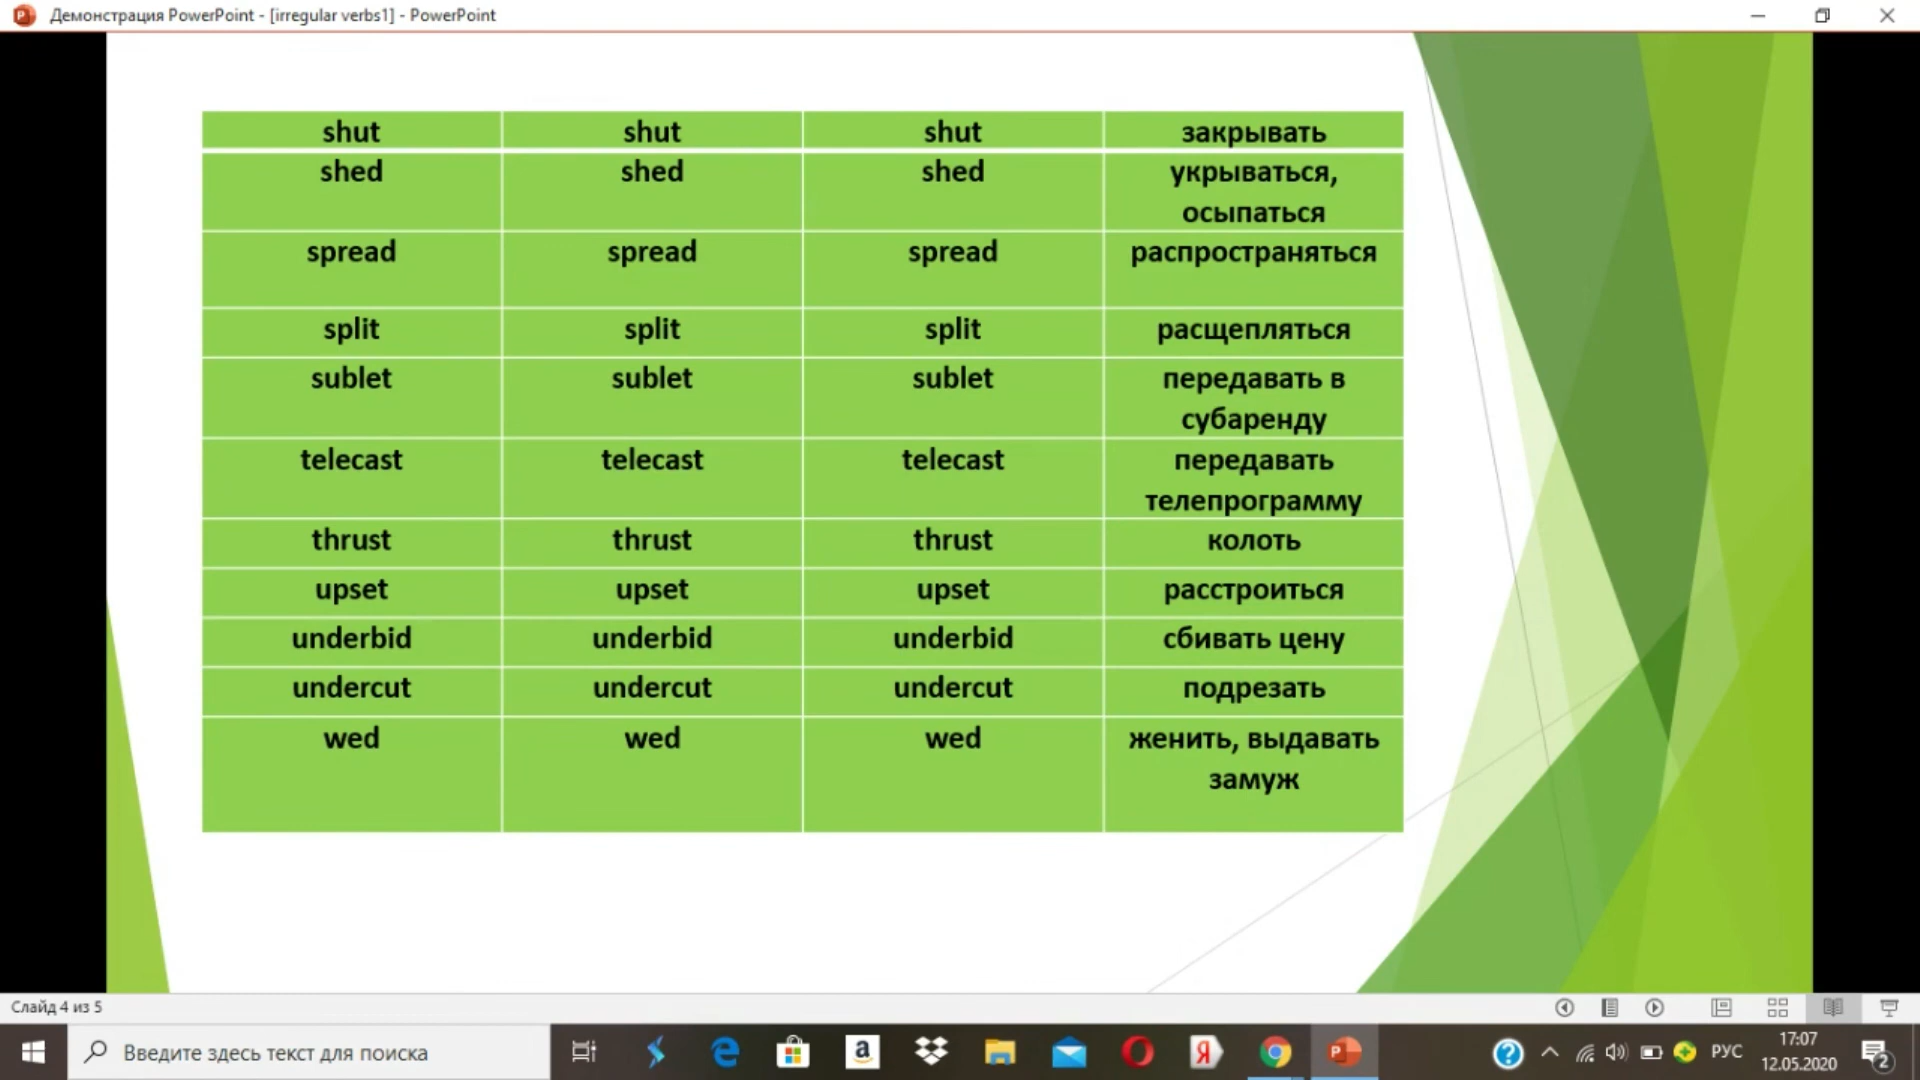 Демонстрация PowerPoint - [irregular verbs1] - PowerPoint
shut shut shut закрывать
shed shed shed укрываться,
осыпаться
spread spread spread распространяться
split split split расщепляться
sublet sublet sublet передавать в
субаренду
telecast telecast telecast передавать
телепрограмму
thrust thrust thrust колоть
upset upset upset расстроиться
underbid underbid underbid сбивать цену
undercut undercut undercut подрезать
wed wed wed женить, выдавать
замуж
Слайд 4 из 5
Введите здесь текст для поиска
РУС
17:07
12.05.2020
2